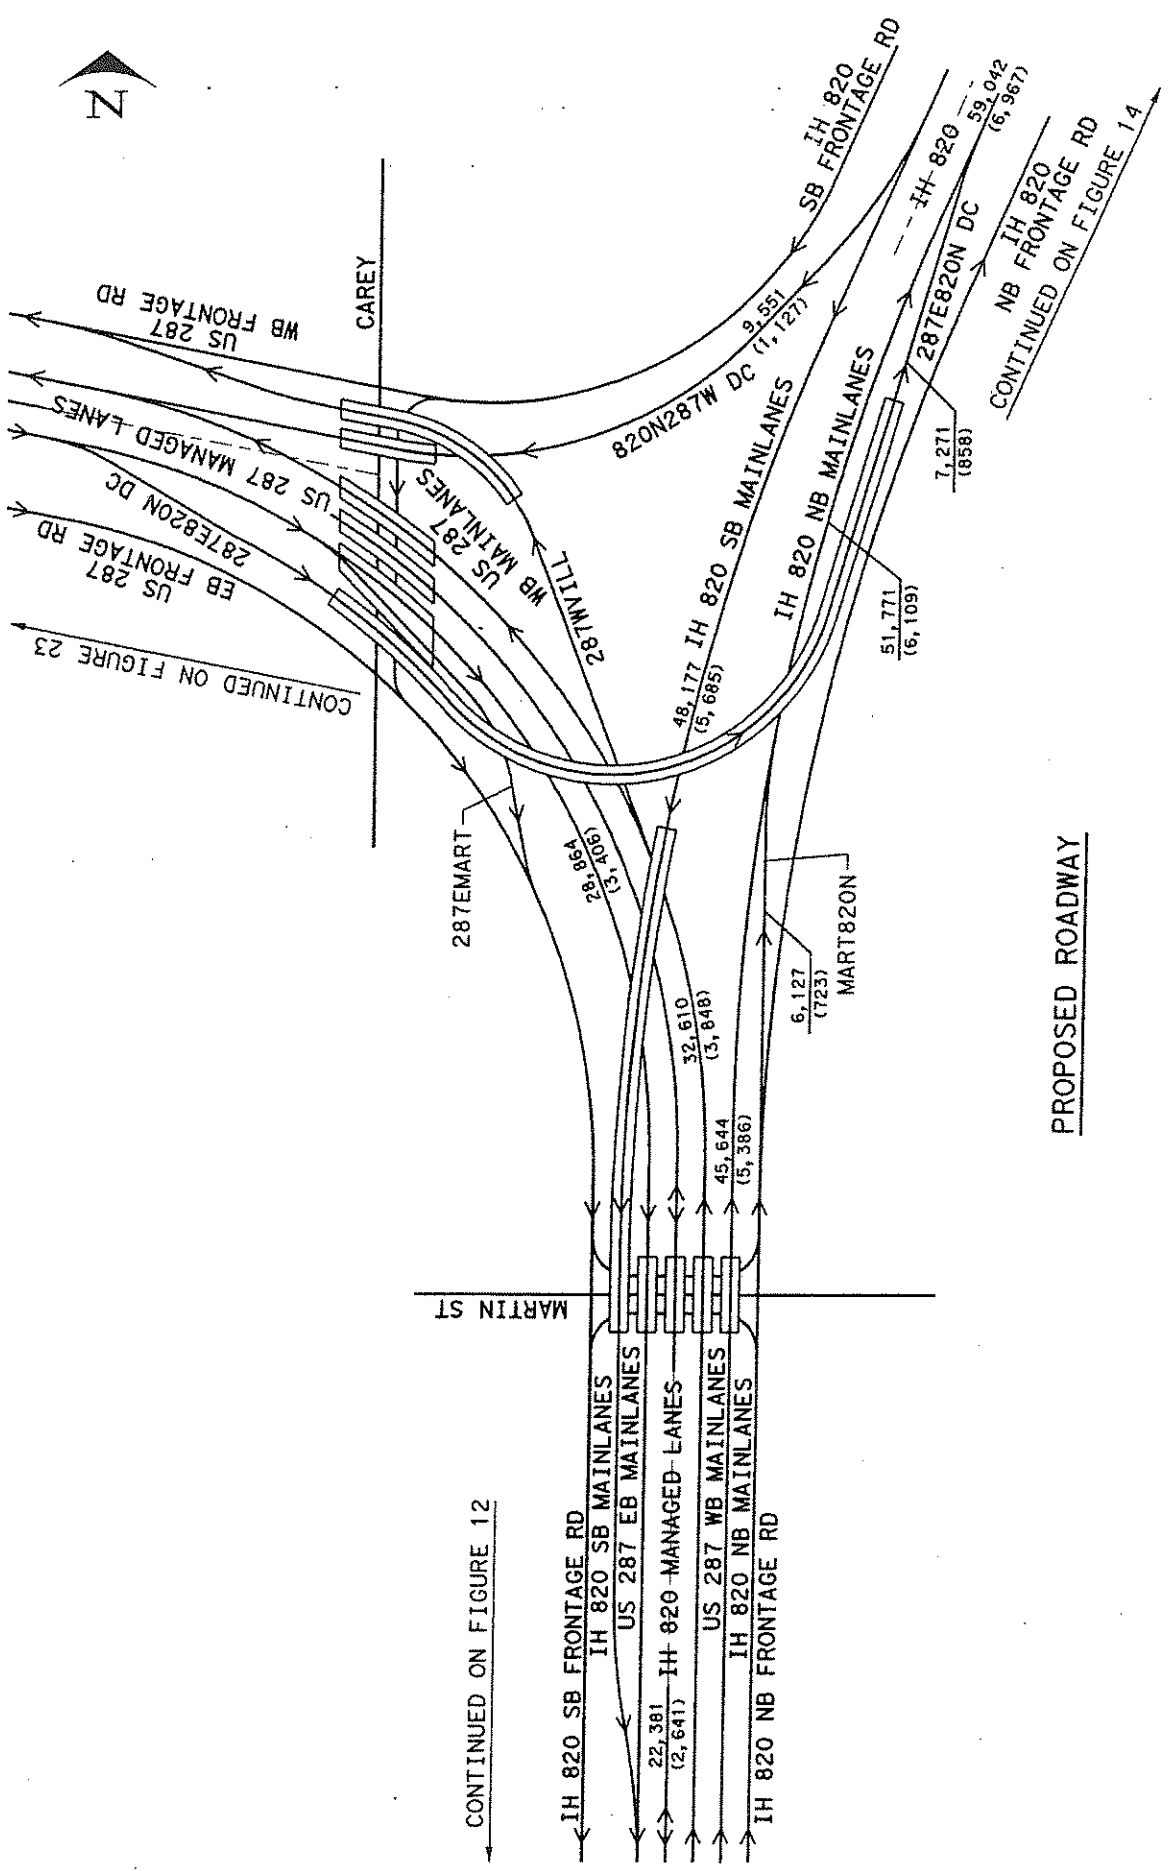 N
IH 820
SB FRONTAGE RD
IH 820
59,042
(6,967)
IH 820
NB FRONTAGE RD
CONTINUED ON FIGURE 14
287E820N DC
CAREY
US 287
WB FRONTAGE RD
US 287 MANAGED LANES
287E820N DC
US 287
EB FRONTAGE RD
CONTINUED ON FIGURE 23
9,551
(1,127)
820N287W DC
US 287
WB MAINLANES
287WVILL
48,177
(5,685)
IH 820 SB MAINLANES
IH 820 NB MAINLANES
7,271
(858)
51,771
(6,109)
287EMART
28,864
(3,406)
32,610
(3,848)
6,127
(723)
MART820N
45,644
(5,386)
PROPOSED ROADWAY
MARTIN ST
CONTINUED ON FIGURE 12
IH 820 SB FRONTAGE RD
IH 820 SB MAINLANES
US 287 EB MAINLANES
22,381
(2,641)
IH 820 MANAGED LANES
US 287 WB MAINLANES
IH 820 NB MAINLANES
IH 820 NB FRONTAGE RD